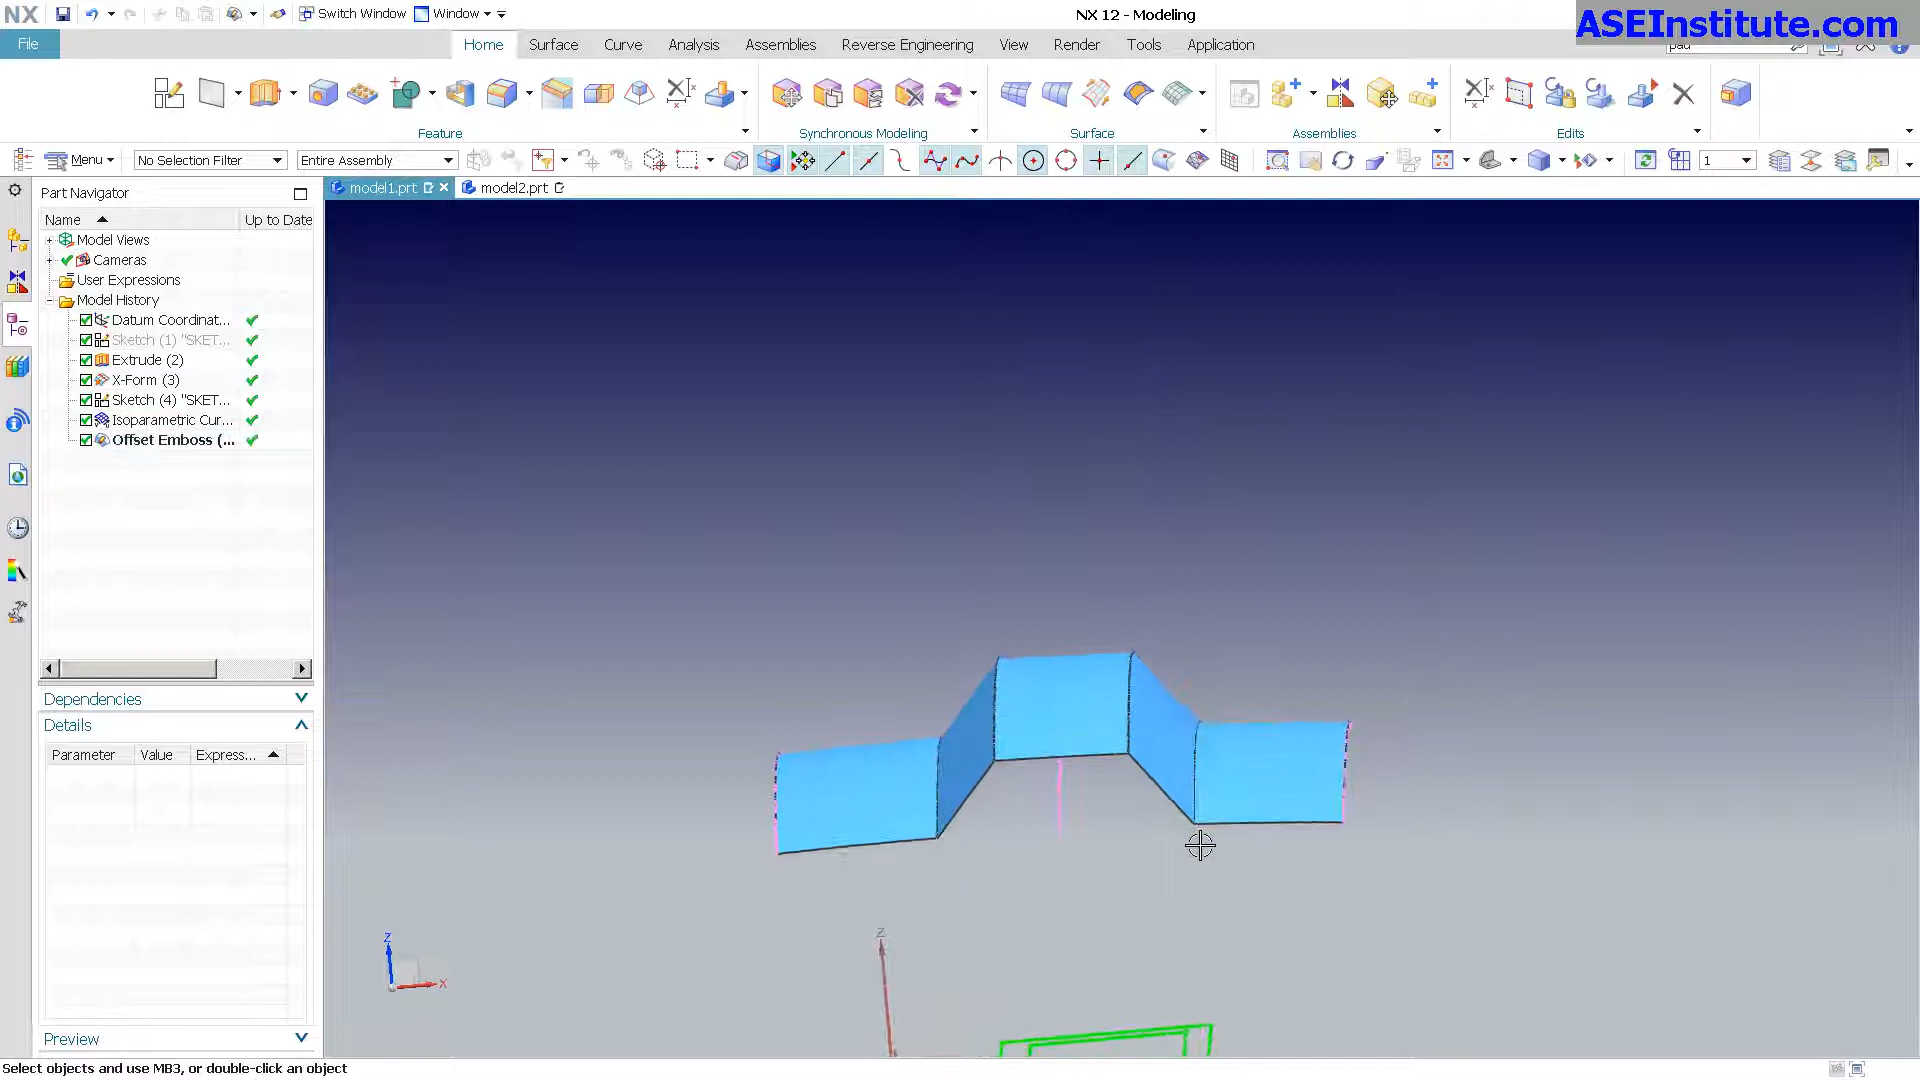 NX
Switch Window
Window
NX 12 - Modeling
ASEInstitute.com
File
Home
Surface
Curve
Analysis
Assemblies
Reverse Engineering
View
Render
Tools
Application
Feature
Synchronous Modeling
Surface
Assemblies
Edits
Menu
No Selection Filter
Entire Assembly
1
Part Navigator
model1.prt
model2.prt
Name
Up to Date
Model Views
Cameras
User Expressions
Model History
Datum Coordinat...
Sketch (1) "SKET...
Extrude (2)
X-Form (3)
Sketch (4) "SKET...
Isoparametric Cur...
Offset Emboss (...
Dependencies
Details
Parameter
Value
Express...
Preview
Z
X
Z
Select objects and use MB3, or double-click an object